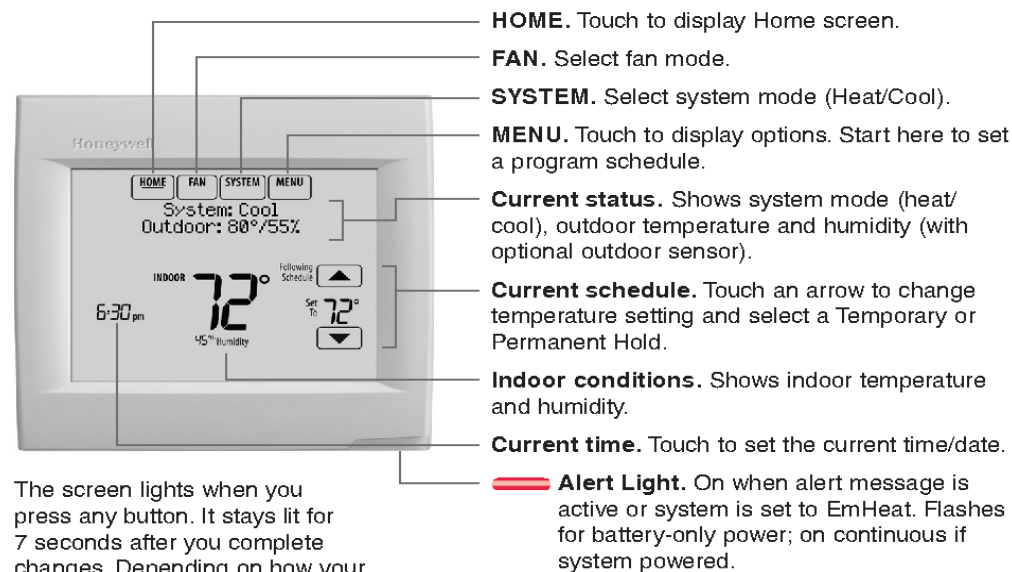 HOME. Touch to display Home screen.
FAN. Select fan mode.
SYSTEM. Select system mode (Heat/Cool).
MENU. Touch to display options. Start here to set
a program schedule.
Current status. Shows system mode (heat/
cool), outdoor temperature and humidity (with
optional outdoor sensor).
Current schedule. Touch an arrow to change
temperature setting and select a Temporary or
Permanent Hold.
Indoor conditions. Shows indoor temperature
and humidity.
Current time. Touch to set the current time/date.
Alert Light. On when alert message is
active or system is set to EmHeat. Flashes
for battery-only power; on continuous if
system powered.
Honeywell
HOME FAN SYSTEM MENU
System: Cool
Outdoor: 80°/55%
INDOOR 72°
Following
Schedule
Set
To 72°
6:30 pm
45% Humidity
The screen lights when you
press any button. It stays lit for
7 seconds after you complete
changes. Depending on how your